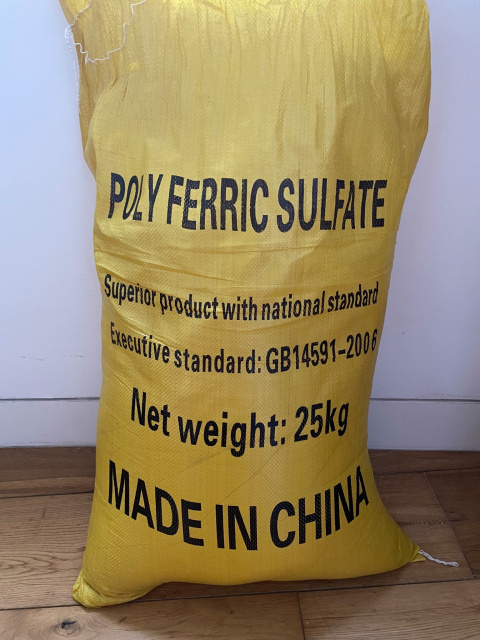 POLY FERRIC SULFATE
Superior product with national standard
Executive standard: GB14591-2006
Net weight: 25kg
MADE IN CHINA